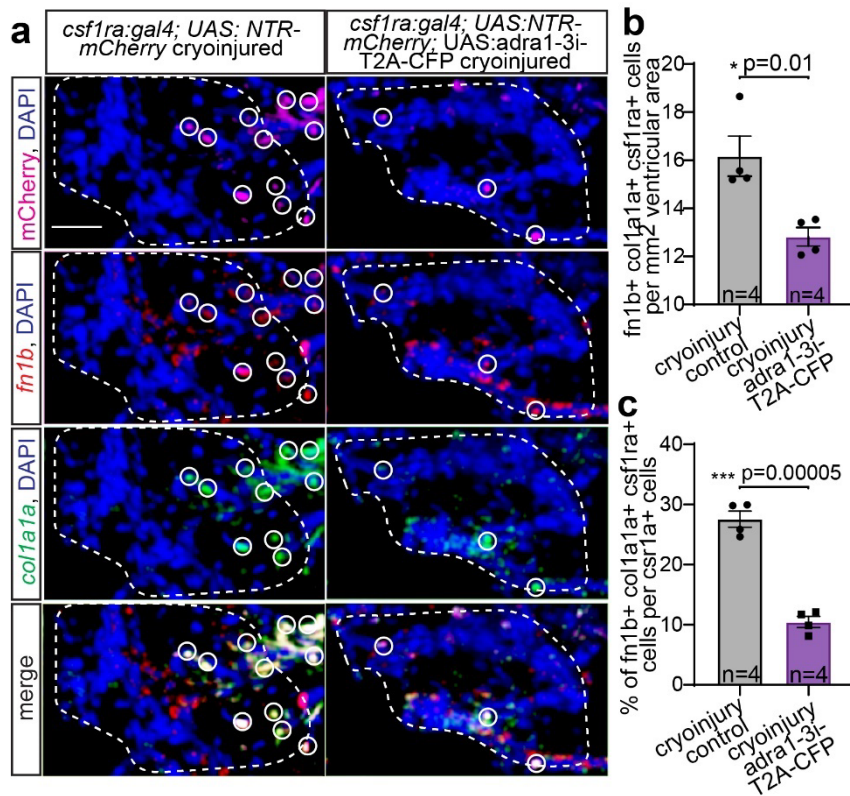 a
csf1ra:gal4; UAS: NTR-
mCherry cryoinjured
csf1ra:gal4; UAS:NTR-
mCherry; UAS:adra1-3i-
T2A-CFP cryoinjured
mCherry, DAPI
fn1b, DAPI
col1a1a, DAPI
merge
b
fn1b+ col1a1a+ csf1ra+ cells
per mm2 ventricular area
20
18
16
14
12
10
* p=0.01
n=4
n=4
cryoinjury
control
cryoinjury
adra1-3i-
T2A-CFP
c
% of fn1b+ col1a1a+ csf1ra+
cells per csr1a+ cells
40
30
20
10
0
*** p=0.00005
n=4
n=4
cryoinjury
control
cryoinjury
adra1-3i-
T2A-CFP